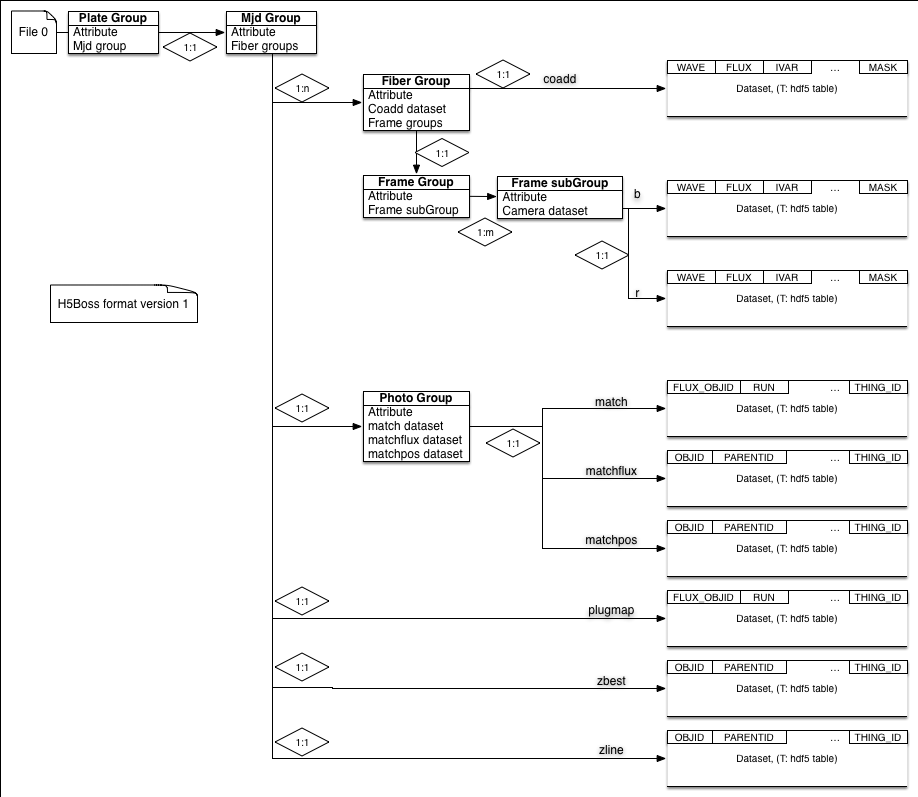 File 0
Plate Group
Attribute
Mjd group
1:1
Mjd Group
Attribute
Fiber groups
1:n
Fiber Group
Attribute
Coadd dataset
Frame groups
1:1
coadd
WAVE FLUX IVAR ... MASK
Dataset, (T: hdf5 table)
1:1
Frame Group
Attribute
Frame subGroup
1:m
Frame subGroup
Attribute
Camera dataset
1:1
b
WAVE FLUX IVAR ... MASK
Dataset, (T: hdf5 table)
r
WAVE FLUX IVAR ... MASK
Dataset, (T: hdf5 table)
H5Boss format version 1
1:1
Photo Group
Attribute
match dataset
matchflux dataset
matchpos dataset
1:1
match
FLUX_OBJID RUN ... THING_ID
Dataset, (T: hdf5 table)
matchflux
OBJID PARENTID ... THING_ID
Dataset, (T: hdf5 table)
matchpos
OBJID PARENTID ... THING_ID
Dataset, (T: hdf5 table)
1:1
plugmap
FLUX_OBJID RUN ... THING_ID
Dataset, (T: hdf5 table)
1:1
zbest
OBJID PARENTID ... THING_ID
Dataset, (T: hdf5 table)
1:1
zline
OBJID PARENTID ... THING_ID
Dataset, (T: hdf5 table)